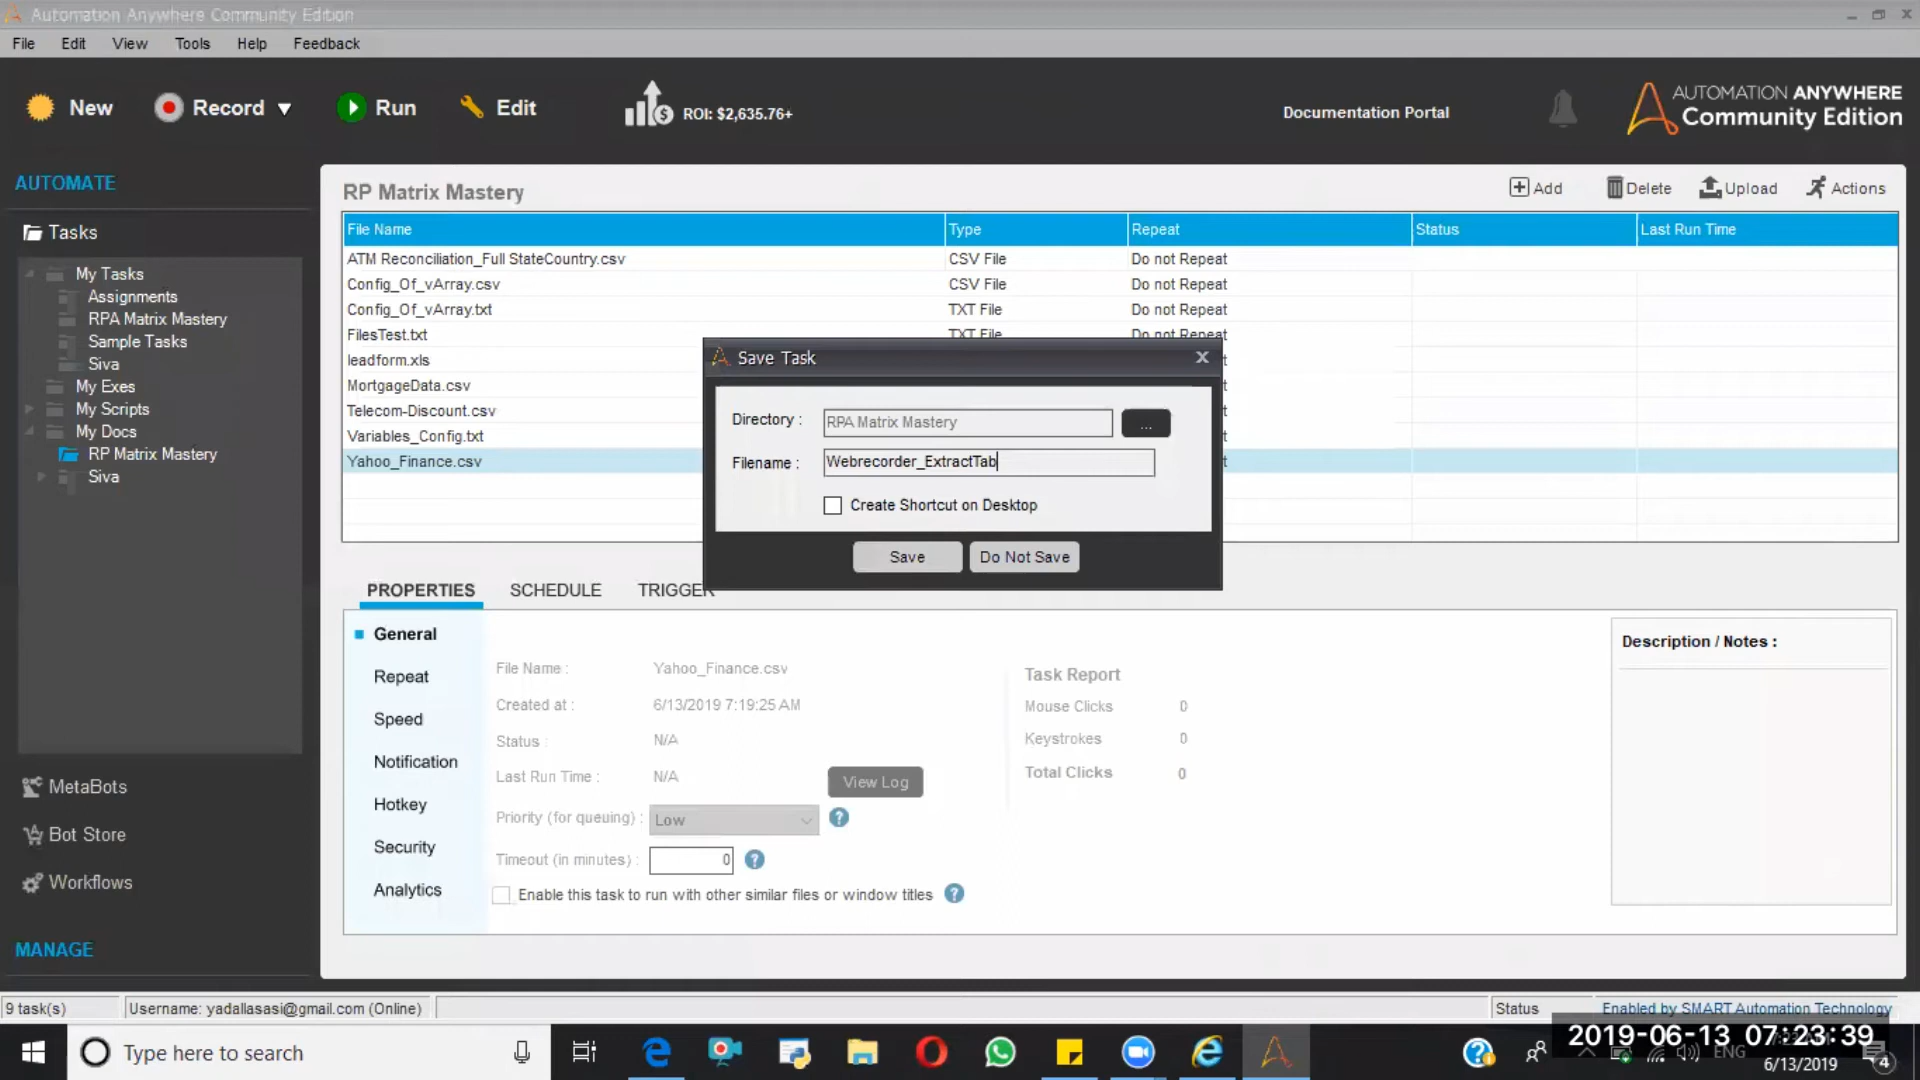 Automation Anywhere Community Edition
File Edit View Tools Help Feedback
New Record Run Edit ROI: $2,635.76+ Documentation Portal AUTOMATION ANYWHERE
Community Edition
AUTOMATE
Tasks
My Tasks
Assignments
RPA Matrix Mastery
Sample Tasks
Siva
My Exes
My Scripts
My Docs
RP Matrix Mastery
Siva
MetaBots
Bot Store
Workflows
MANAGE
RP Matrix Mastery Add Delete Upload Actions
File Name Type Repeat Status Last Run Time
ATM Reconciliation_Full StateCountry.csv CSV File Do not Repeat
Config_Of_vArray.csv CSV File Do not Repeat
Config_Of_vArray.txt TXT File Do not Repeat
FilesTest.txt TXT File Do not Repeat
leadform.xls t
MortgageData.csv t
Telecom-Discount.csv t
Variables_Config.txt t
Yahoo_Finance.csv t
Save Task X
Directory : RPA Matrix Mastery ...
Filename : Webrecorder_ExtractTab
Create Shortcut on Desktop
Save Do Not Save
PROPERTIES SCHEDULE TRIGGER
General
Repeat
Speed
Notification
Hotkey
Security
Analytics
File Name : Yahoo_Finance.csv
Created at : 6/13/2019 7:19:25 AM
Status : N/A
Last Run Time : N/A View Log
Priority (for queuing) : Low ?
Timeout (in minutes) : 0 ?
Enable this task to run with other similar files or window titles ?
Task Report
Mouse Clicks 0
Keystrokes 0
Total Clicks 0
Description / Notes :
9 task(s) Username: yadallasasi@gmail.com (Online) Status Enabled by SMART Automation Technology
Type here to search
2019-06-13 07:23:39
ENG
6/13/2019 4